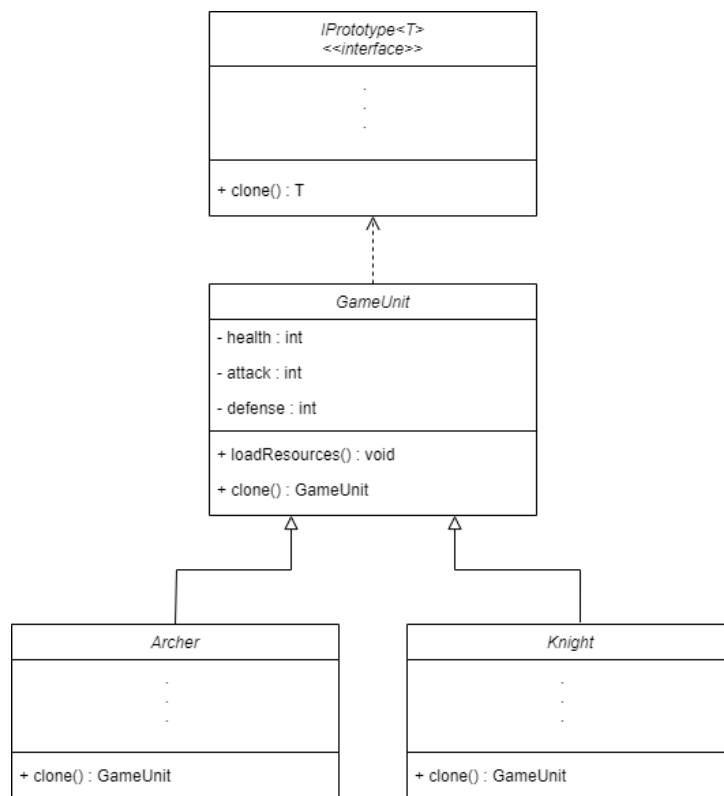 IPrototype<T>
<<interface>>
.
.
.
+ clone() : T
GameUnit
- health : int
- attack : int
- defense : int
+ loadResources() : void
+ clone() : GameUnit
Archer
.
.
.
+ clone() : GameUnit
Knight
.
.
.
+ clone() : GameUnit